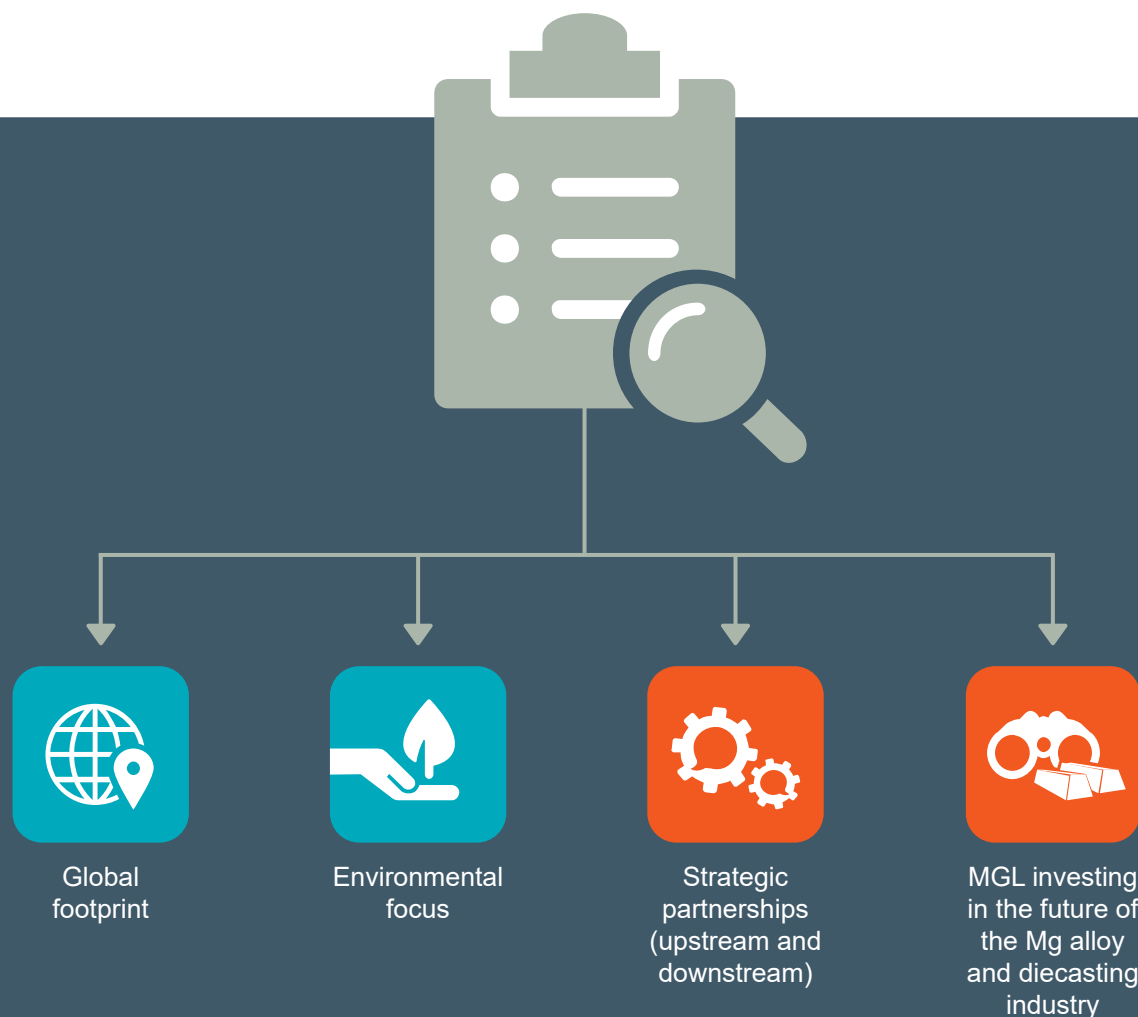 Global
footprint
Environmental
focus
Strategic
partnerships
(upstream and
downstream)
MGL investing
in the future of
the Mg alloy
and diecasting
industry